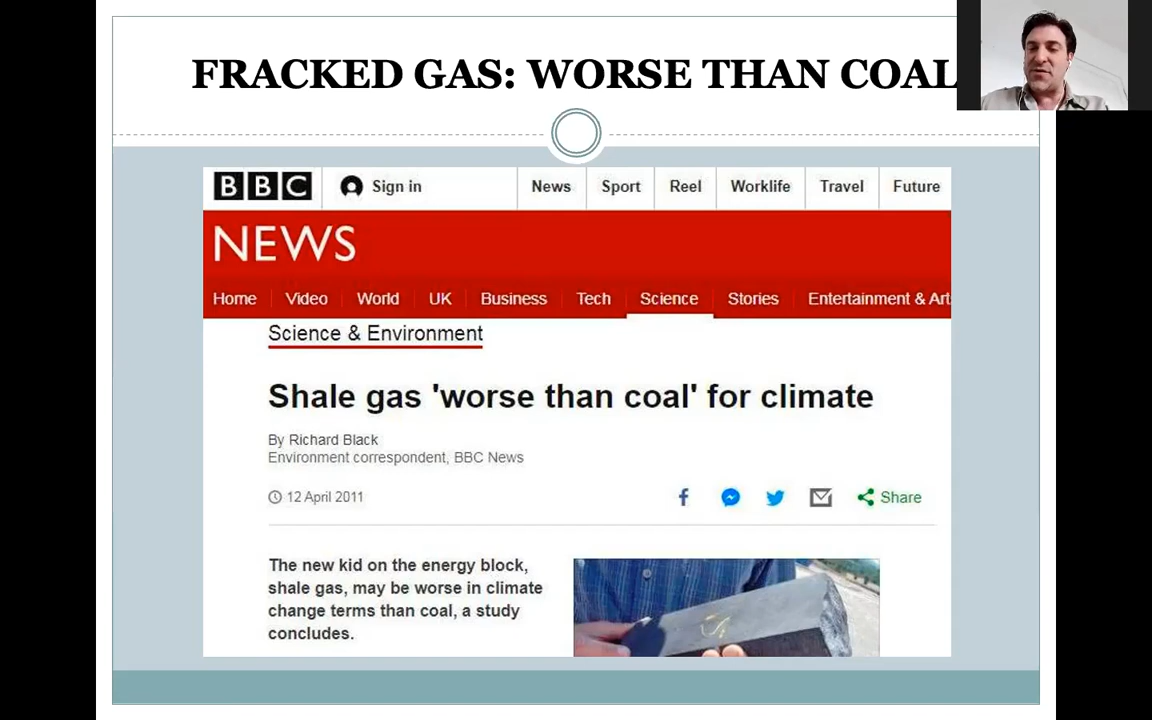 FRACKED GAS: WORSE THAN COAL
BBC Sign in News Sport Reel Worklife Travel Future
NEWS
Home Video World UK Business Tech Science Stories Entertainment & Art
Science & Environment
Shale gas 'worse than coal' for climate
By Richard Black
Environment correspondent, BBC News
12 April 2011 Share
The new kid on the energy block,
shale gas, may be worse in climate
change terms than coal, a study
concludes.